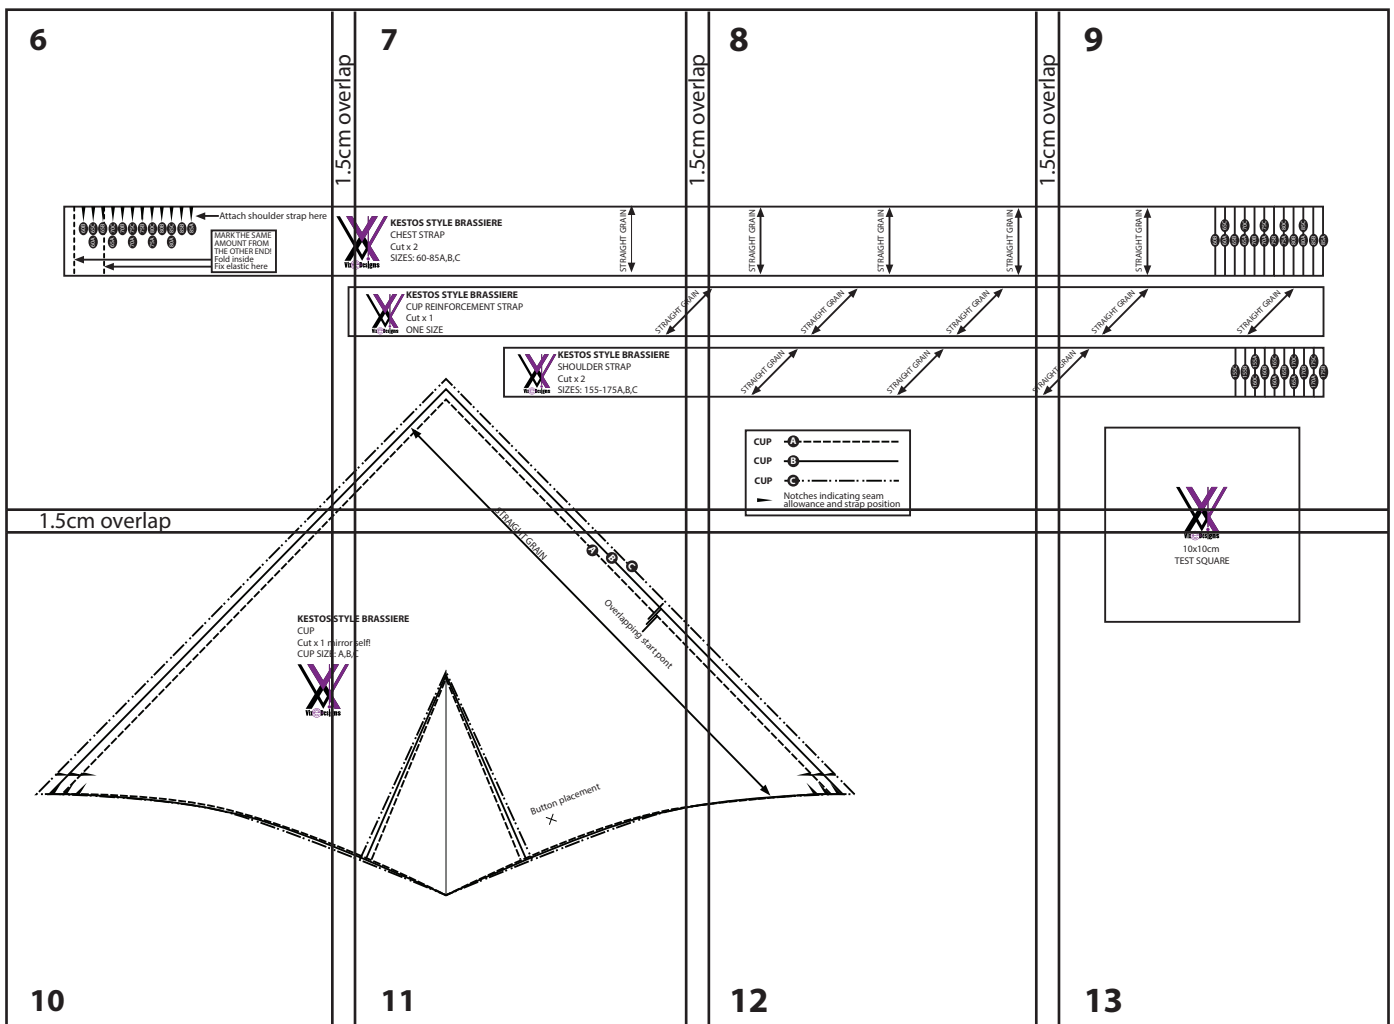 6
7
8
9
1.5cm overlap
1.5cm overlap
1.5cm overlap
Attach shoulder strap here
MARK THE SAME
AMOUNT FROM
THE OTHER END!
Fold inside
Fix elastic here
KESTOS STYLE BRASSIERE
CHEST STRAP
Cut x 2
SIZES: 60-85A,B,C
STRAIGHT GRAIN
STRAIGHT GRAIN
STRAIGHT GRAIN
STRAIGHT GRAIN
STRAIGHT GRAIN
KESTOS STYLE BRASSIERE
CUP REINFORCEMENT STRAP
Cut x 1
ONE SIZE
STRAIGHT GRAIN
STRAIGHT GRAIN
STRAIGHT GRAIN
STRAIGHT GRAIN
STRAIGHT GRAIN
KESTOS STYLE BRASSIERE
SHOULDER STRAP
Cut x 2
SIZES: 155-175A,B,C
STRAIGHT GRAIN
STRAIGHT GRAIN
STRAIGHT GRAIN
CUP A
CUP B
CUP C
Notches indicating seam
allowance and strap position
1.5cm overlap
STRAIGHT GRAIN
A B C
Overlapping start pont
10x10cm
TEST SQUARE
KESTOS STYLE BRASSIERE
CUP
Cut x 1 mirror self!
CUP SIZE: A,B,C
Button placement
10
11
12
13